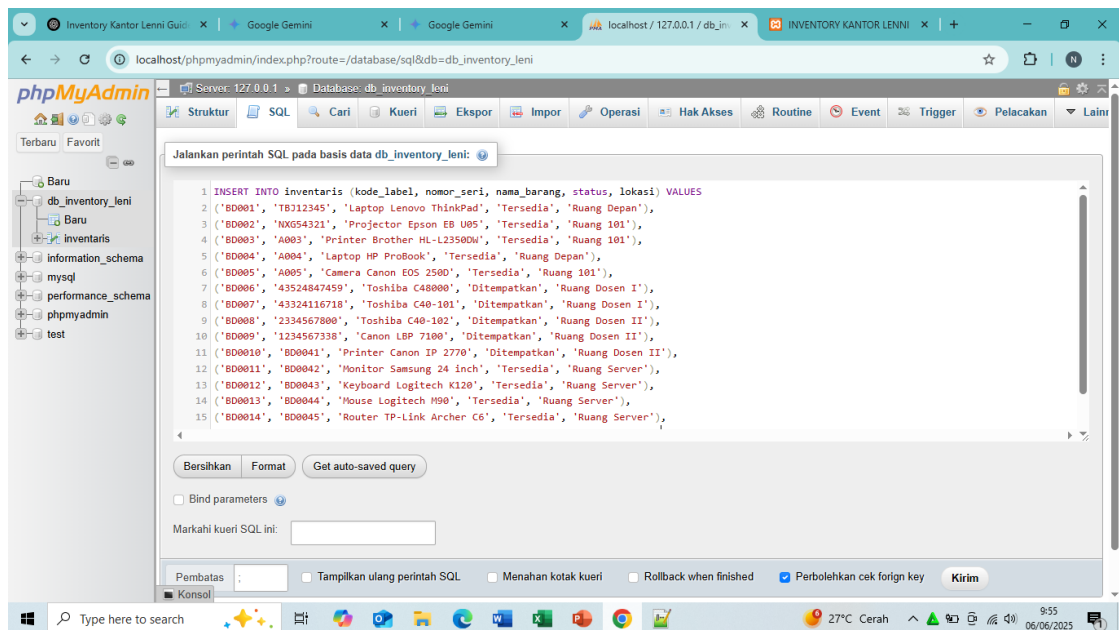 Inventory Kantor Lenni Guid
Google Gemini
Google Gemini
localhost / 127.0.0.1 / db_in
INVENTORY KANTOR LENNI
localhost/phpmyadmin/index.php?route=/database/sql&db=db_inventory_leni
N
phpMyAdmin
Terbaru Favorit
Baru
db_inventory_leni
Baru
inventaris
information_schema
mysql
performance_schema
phpmyadmin
test
Server: 127.0.0.1 » Database: db_inventory_leni
Struktur SQL Cari Kueri Ekspor Impor Operasi Hak Akses Routine Event Trigger Pelacakan Lainn
Jalankan perintah SQL pada basis data db_inventory_leni:
1 INSERT INTO inventaris (kode_label, nomor_seri, nama_barang, status, lokasi) VALUES
2 ('BD001', 'TBJ12345', 'Laptop Lenovo ThinkPad', 'Tersedia', 'Ruang Depan'),
3 ('BD002', 'NXG54321', 'Projector Epson EB U05', 'Tersedia', 'Ruang 101'),
4 ('BD003', 'A003', 'Printer Brother HL-L2350DW', 'Tersedia', 'Ruang 101'),
5 ('BD004', 'A004', 'Laptop HP ProBook', 'Tersedia', 'Ruang Depan'),
6 ('BD005', 'A005', 'Camera Canon EOS 250D', 'Tersedia', 'Ruang 101'),
7 ('BD006', '43524847459', 'Toshiba C48000', 'Ditempatkan', 'Ruang Dosen I'),
8 ('BD007', '43324116718', 'Toshiba C40-101', 'Ditempatkan', 'Ruang Dosen I'),
9 ('BD008', '2334567800', 'Toshiba C40-102', 'Ditempatkan', 'Ruang Dosen II'),
10 ('BD009', '1234567338', 'Canon LBP 7100', 'Ditempatkan', 'Ruang Dosen II'),
11 ('BD0010', 'BD0041', 'Printer Canon IP 2770', 'Ditempatkan', 'Ruang Dosen II'),
12 ('BD0011', 'BD0042', 'Monitor Samsung 24 inch', 'Tersedia', 'Ruang Server'),
13 ('BD0012', 'BD0043', 'Keyboard Logitech K120', 'Tersedia', 'Ruang Server'),
14 ('BD0013', 'BD0044', 'Mouse Logitech M90', 'Tersedia', 'Ruang Server'),
15 ('BD0014', 'BD0045', 'Router TP-Link Archer C6', 'Tersedia', 'Ruang Server'),
Bersihkan Format Get auto-saved query
Bind parameters
Markahi kueri SQL ini:
Pembatas ; Tampilkan ulang perintah SQL Menahan kotak kueri Rollback when finished Perbolehkan cek forign key Kirim
Konsol
Type here to search
27°C Cerah
9:55
06/06/2025